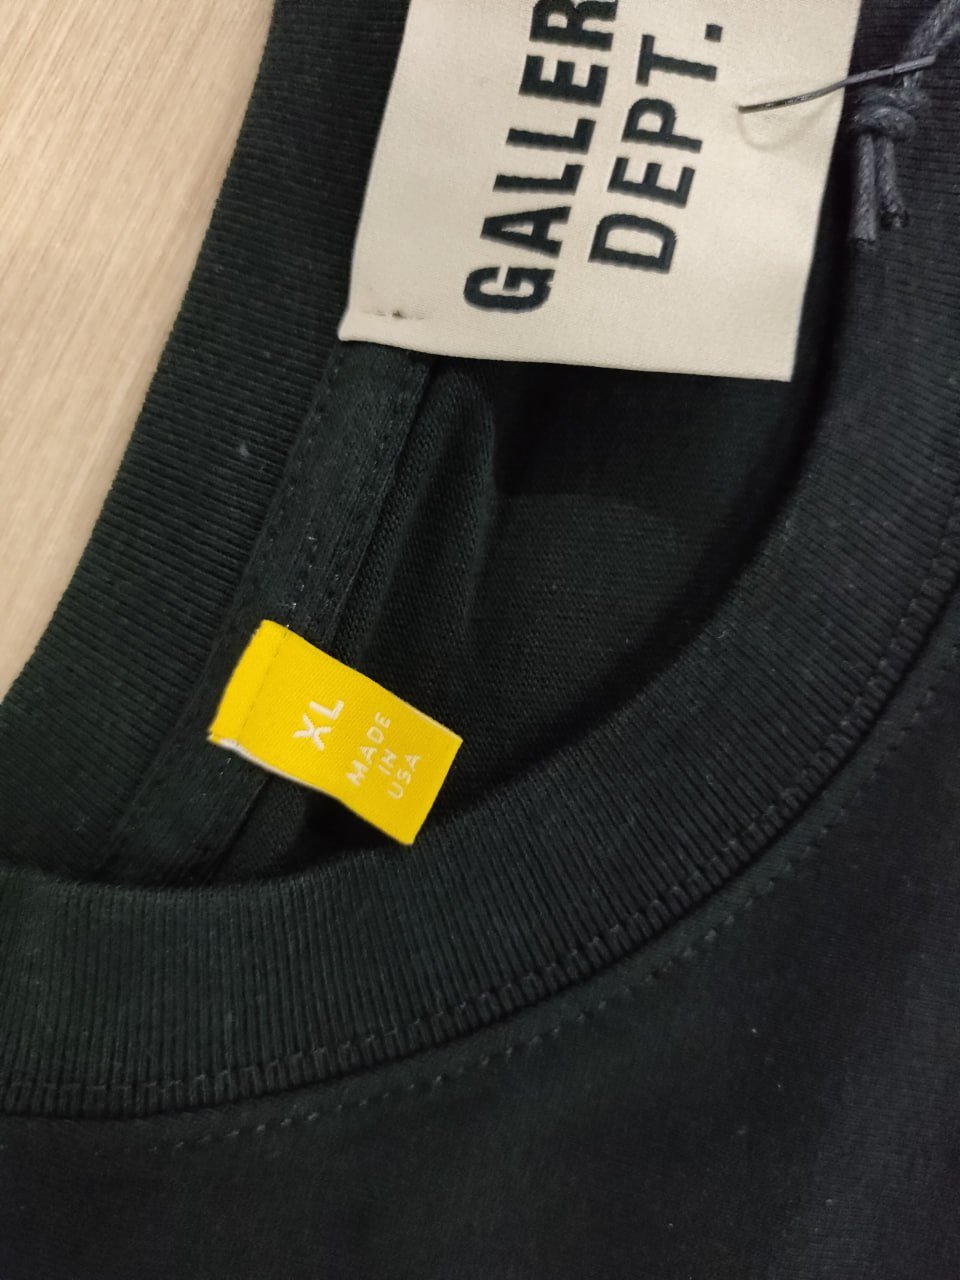 GALLER
DEPT.
XL
MADE
IN
USA